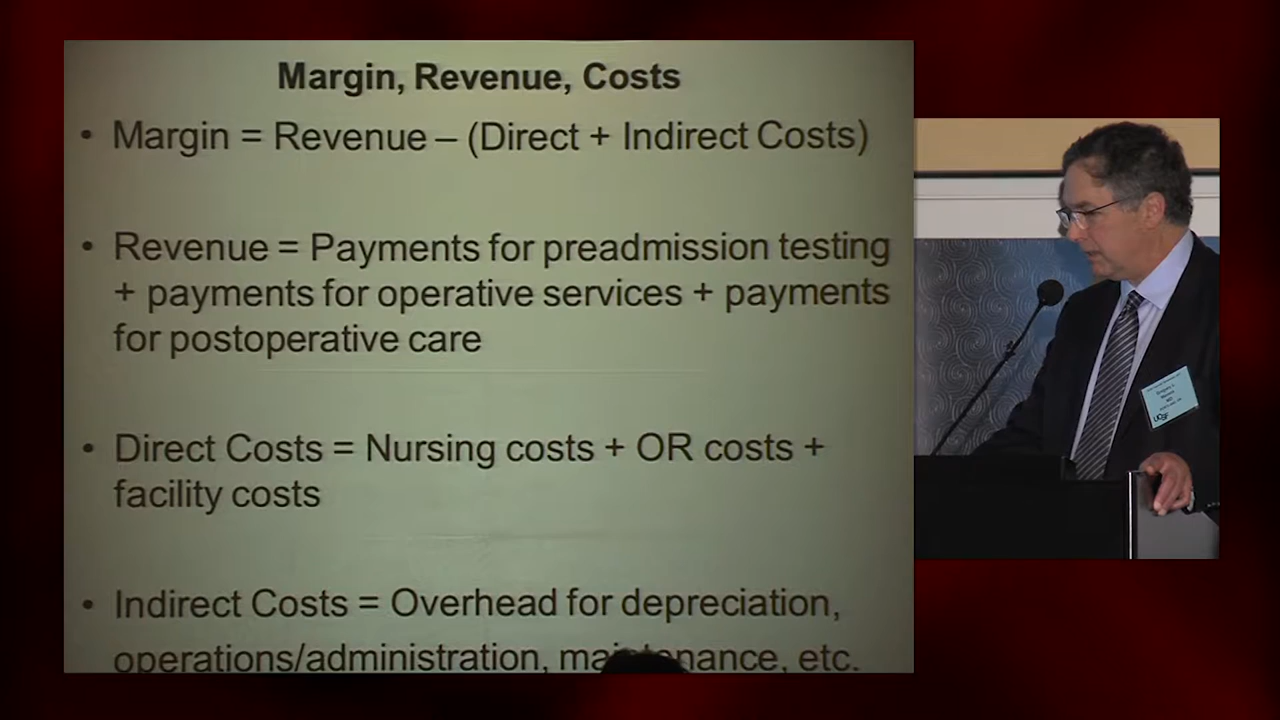 Margin, Revenue, Costs
• Margin = Revenue – (Direct + Indirect Costs)
• Revenue = Payments for preadmission testing
+ payments for operative services + payments
for postoperative care
• Direct Costs = Nursing costs + OR costs +
facility costs
• Indirect Costs = Overhead for depreciation,
operations/administration, maintenance, etc.
UCSF